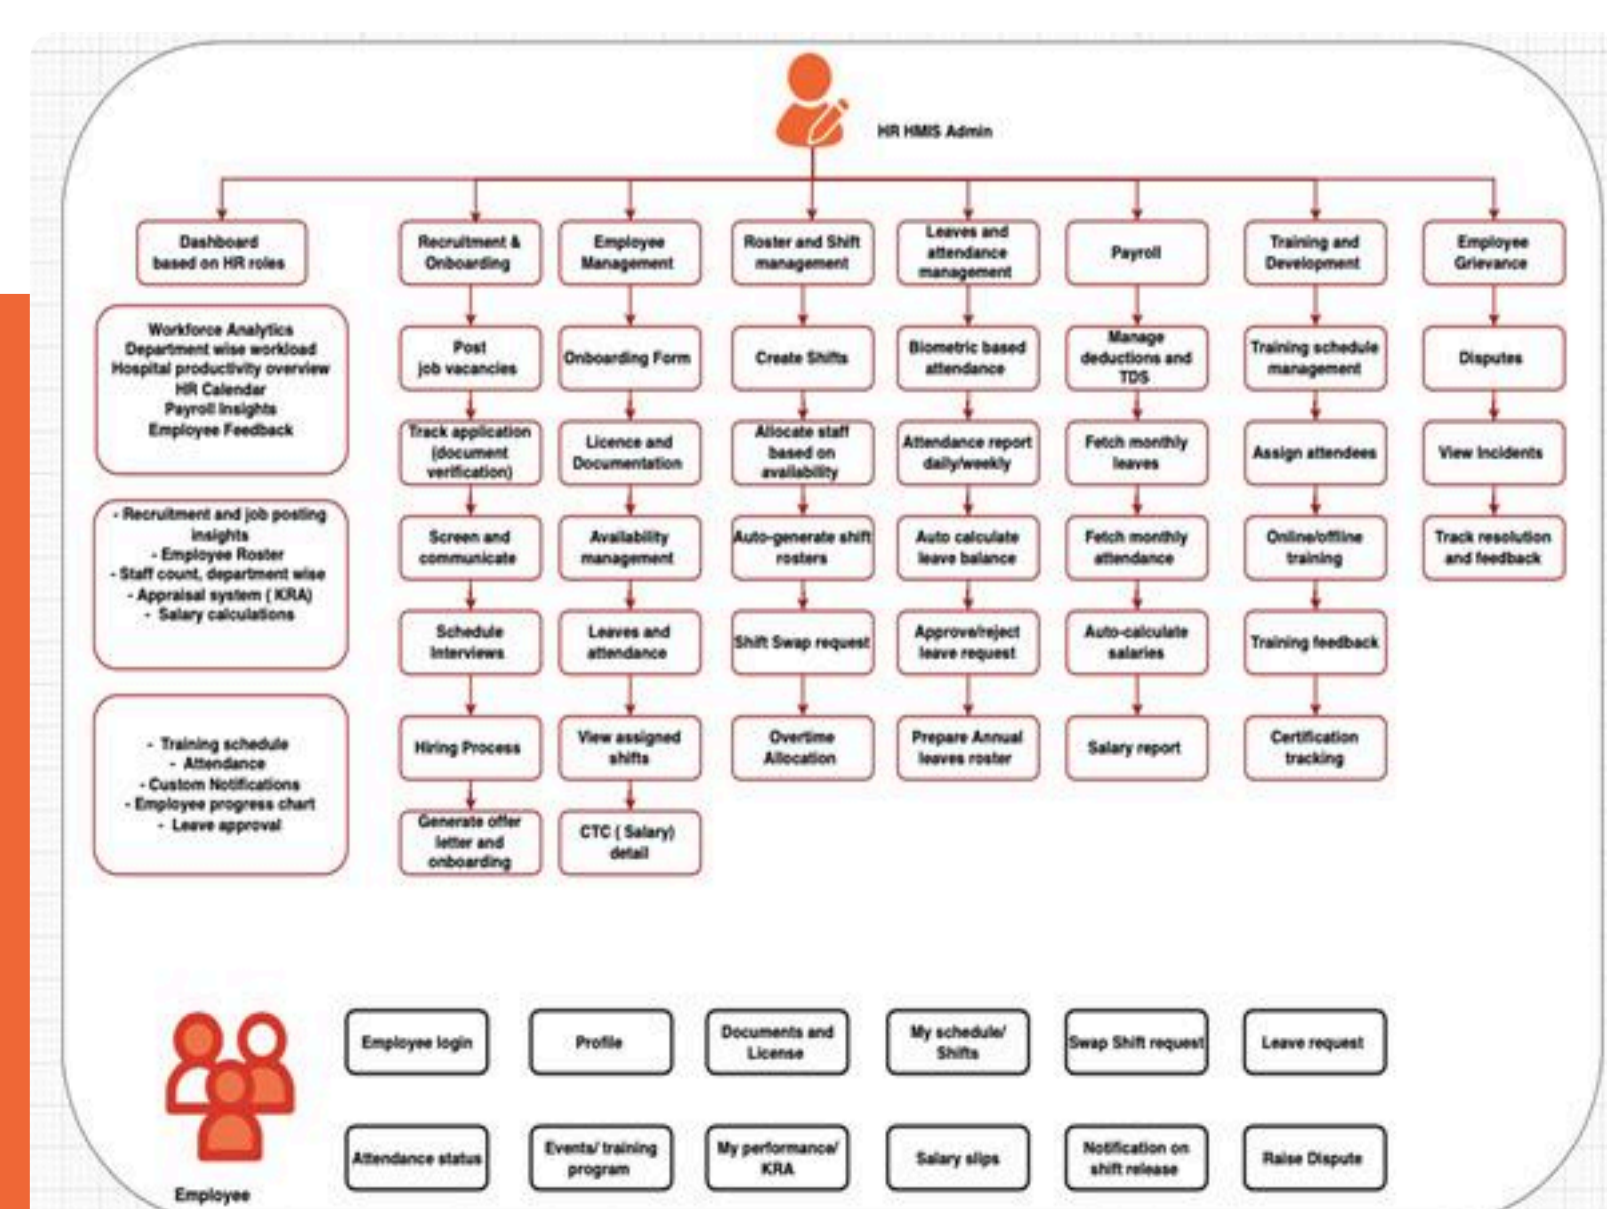 HR HMIS Admin
Dashboard
based on HR roles
Workforce Analytics
Department wise workload
Hospital productivity overview
HR Calendar
Payroll Insights
Employee Feedback
- Recruitment and job posting
insights
- Employee Roster
- Staff count, department wise
- Appraisal system ( KRA)
- Salary calculations
- Training schedule
- Attendance
- Custom Notifications
- Employee progress chart
- Leave approval
Recruitment &
Onboarding
Post
job vacancies
Track application
(document
verification)
Screen and
communicate
Schedule
Interviews
Hiring Process
Generate offer
letter and
onboarding
Employee
Management
Onboarding Form
Licence and
Documentation
Availability
management
Leaves and
attendance
View assigned
shifts
CTC ( Salary)
detail
Roster and Shift
management
Create Shifts
Allocate staff
based on
availability
Auto-generate shift
rosters
Shift Swap request
Overtime
Allocation
Leaves and
attendance
management
Biometric based
attendance
Attendance report
daily/weekly
Auto calculate
leave balance
Approve/reject
leave request
Prepare Annual
leaves roster
Payroll
Manage
deductions and
TDS
Fetch monthly
leaves
Fetch monthly
attendance
Auto-calculate
salaries
Salary report
Training and
Development
Training schedule
management
Assign attendees
Online/offline
training
Training feedback
Certification
tracking
Employee
Grievance
Disputes
View Incidents
Track resolution
and feedback
Employee
Employee login
Profile
Documents and
License
My schedule/
Shifts
Swap Shift request
Leave request
Attendance status
Events/ training
program
My performance/
KRA
Salary slips
Notification on
shift release
Raise Dispute